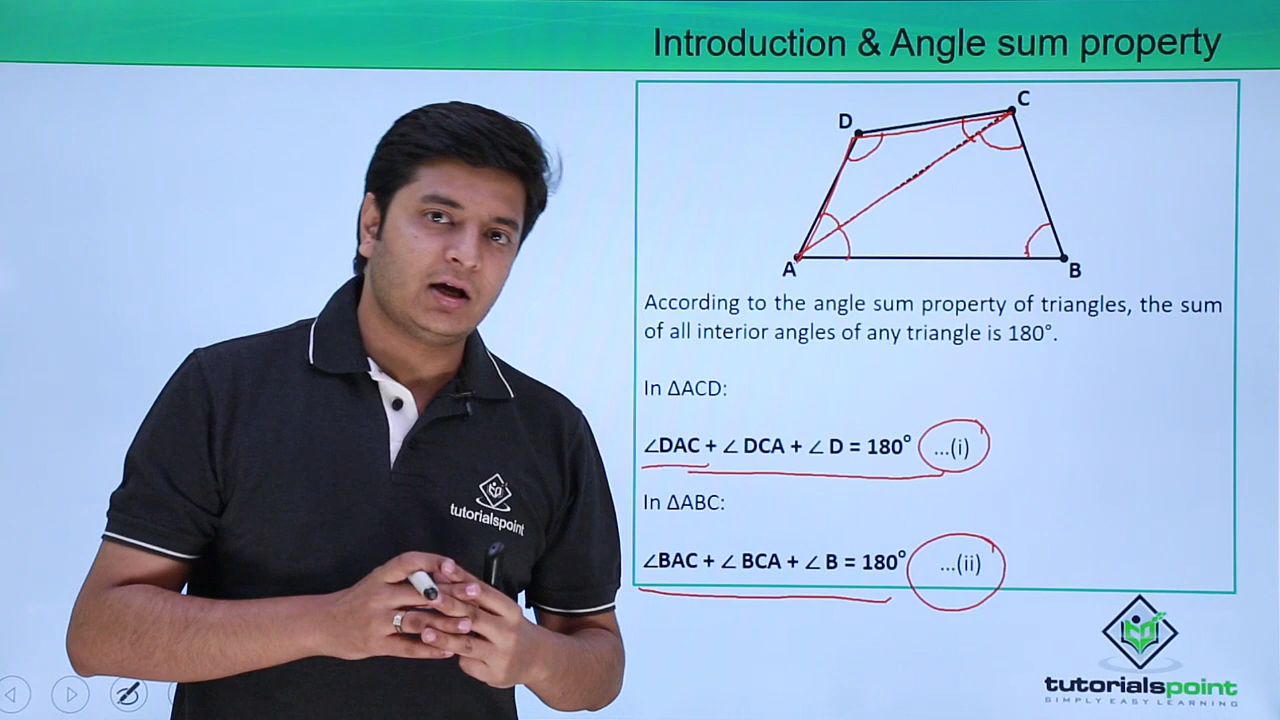 Introduction & Angle sum property
C
D
A
B
According to the angle sum property of triangles, the sum
of all interior angles of any triangle is 180°.
In ΔACD:
∠DAC + ∠ DCA + ∠ D = 180° ...(i)
In ΔABC:
∠BAC + ∠ BCA + ∠ B = 180° ...(ii)
tutorialspoint
tutorialspoint
SIMPLY EASY LEARNING